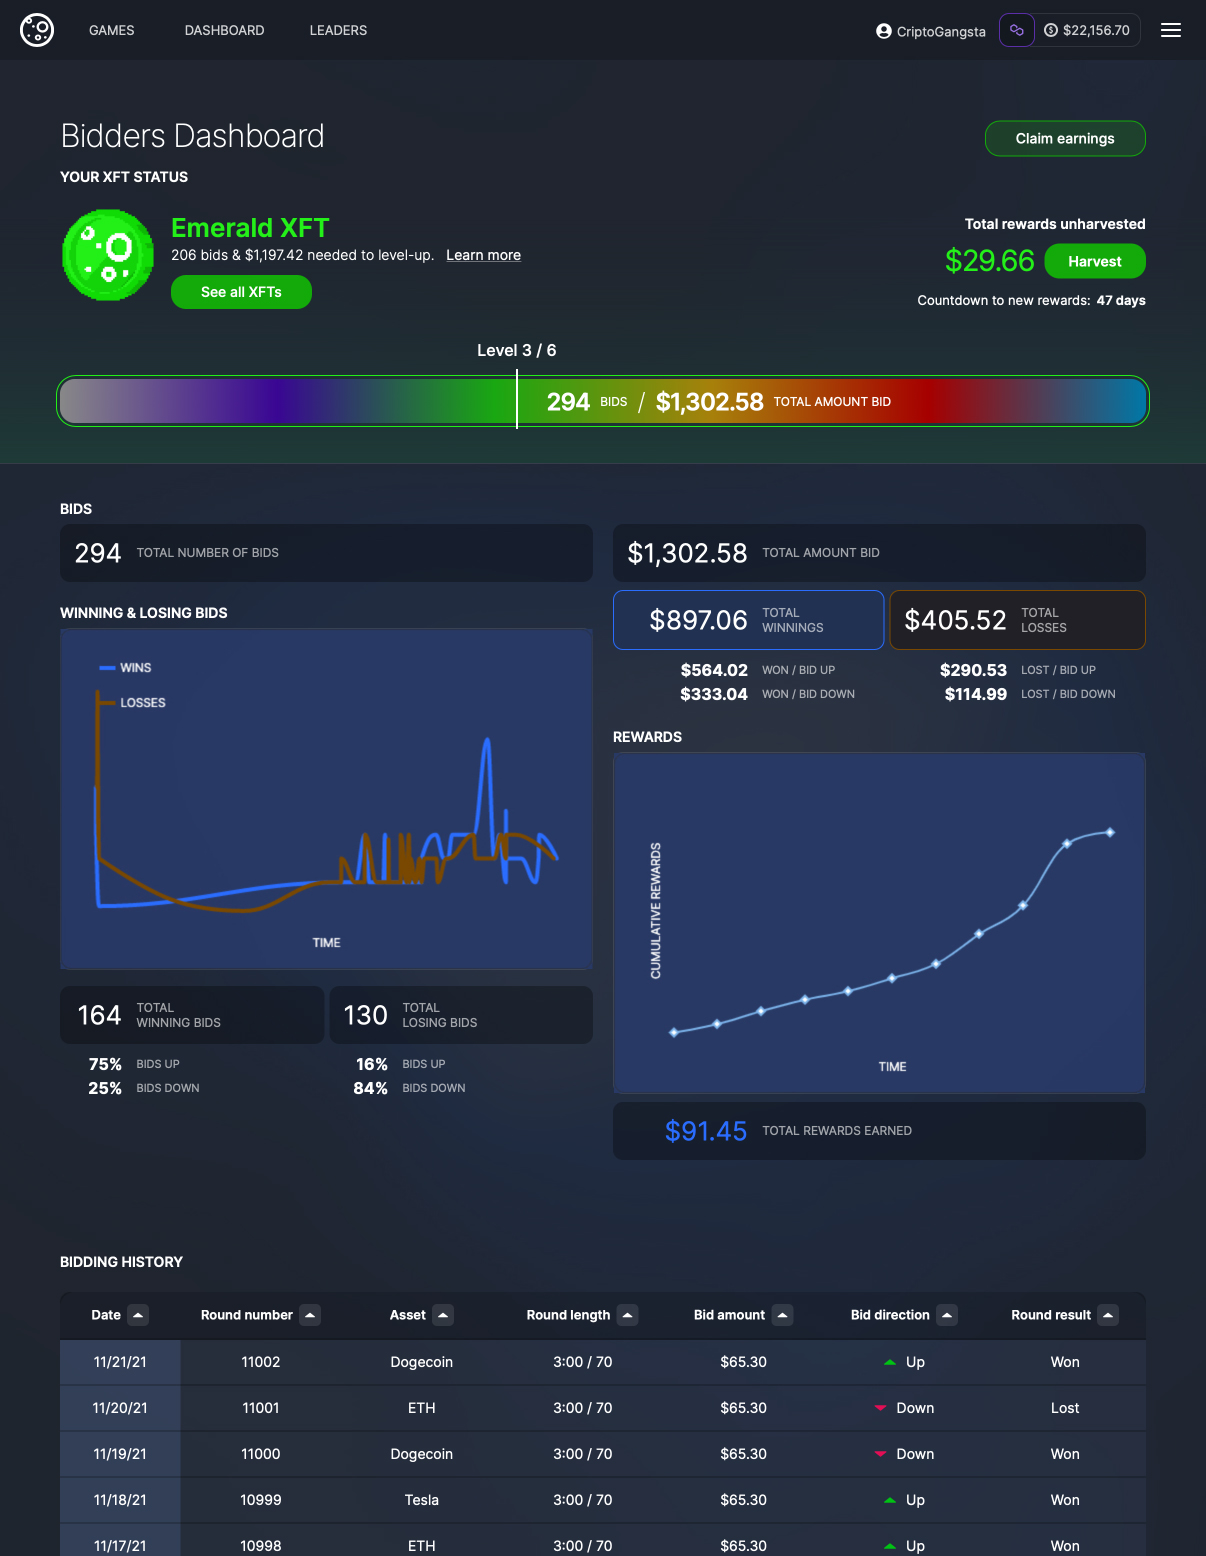 GAMES DASHBOARD LEADERS CriptoGangsta $22,156.70
Bidders Dashboard
Claim earnings
YOUR XFT STATUS
Emerald XFT
206 bids & $1,197.42 needed to level-up. Learn more
See all XFTs
Total rewards unharvested
$29.66 Harvest
Countdown to new rewards: 47 days
Level 3 / 6
294 BIDS / $1,302.58 TOTAL AMOUNT BID
BIDS
294 TOTAL NUMBER OF BIDS
WINNING & LOSING BIDS
WINS
LOSSES
TIME
164 TOTAL
WINNING BIDS
75% BIDS UP
25% BIDS DOWN
130 TOTAL
LOSING BIDS
16% BIDS UP
84% BIDS DOWN
$1,302.58 TOTAL AMOUNT BID
$897.06 TOTAL
WINNINGS
$564.02 WON / BID UP
$333.04 WON / BID DOWN
$405.52 TOTAL
LOSSES
$290.53 LOST / BID UP
$114.99 LOST / BID DOWN
REWARDS
CUMULATIVE REWARDS
TIME
$91.45 TOTAL REWARDS EARNED
BIDDING HISTORY
Date Round number Asset Round length Bid amount Bid direction Round result
11/21/21 11002 Dogecoin 3:00 / 70 $65.30 Up Won
11/20/21 11001 ETH 3:00 / 70 $65.30 Down Lost
11/19/21 11000 Dogecoin 3:00 / 70 $65.30 Down Won
11/18/21 10999 Tesla 3:00 / 70 $65.30 Up Won
11/17/21 10998 ETH 3:00 / 70 $65.30 Up Won